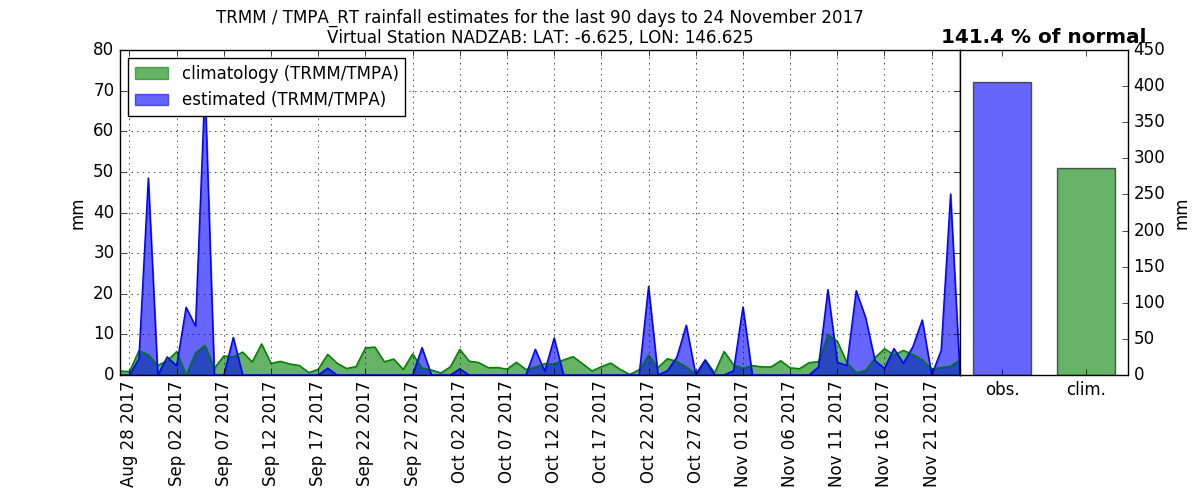 TRMM / TMPA_RT rainfall estimates for the last 90 days to 24 November 2017
Virtual Station NADZAB: LAT: -6.625, LON: 146.625
141.4 % of normal
climatology (TRMM/TMPA)
estimated (TRMM/TMPA)
80
70
60
50
40
30
20
10
0
mm
Aug 28 2017
Sep 02 2017
Sep 07 2017
Sep 12 2017
Sep 17 2017
Sep 22 2017
Sep 27 2017
Oct 02 2017
Oct 07 2017
Oct 12 2017
Oct 17 2017
Oct 22 2017
Oct 27 2017
Nov 01 2017
Nov 06 2017
Nov 11 2017
Nov 16 2017
Nov 21 2017
obs.
clim.
450
400
350
300
250
200
150
100
50
0
mm